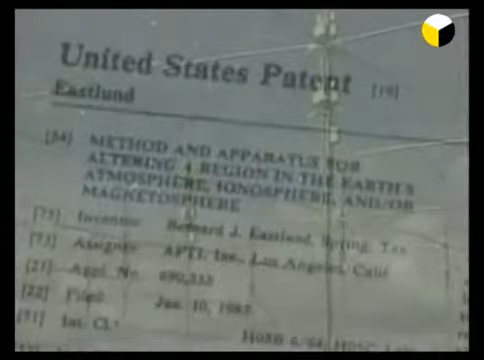 United States Patent [19]
Eastlund
[54] METHOD AND APPARATUS FOR
ALTERING A REGION IN THE EARTH'S
ATMOSPHERE, IONOSPHERE, AND/OR
MAGNETOSPHERE
[75] Inventor: Bernard J. Eastlund, Spring, Tex.
[73] Assignee: APTI, Inc., Los Angeles, Calif.
[21] Appl. No.
[22] Filed: Jan. 10,
[51] Int. Cl.⁴